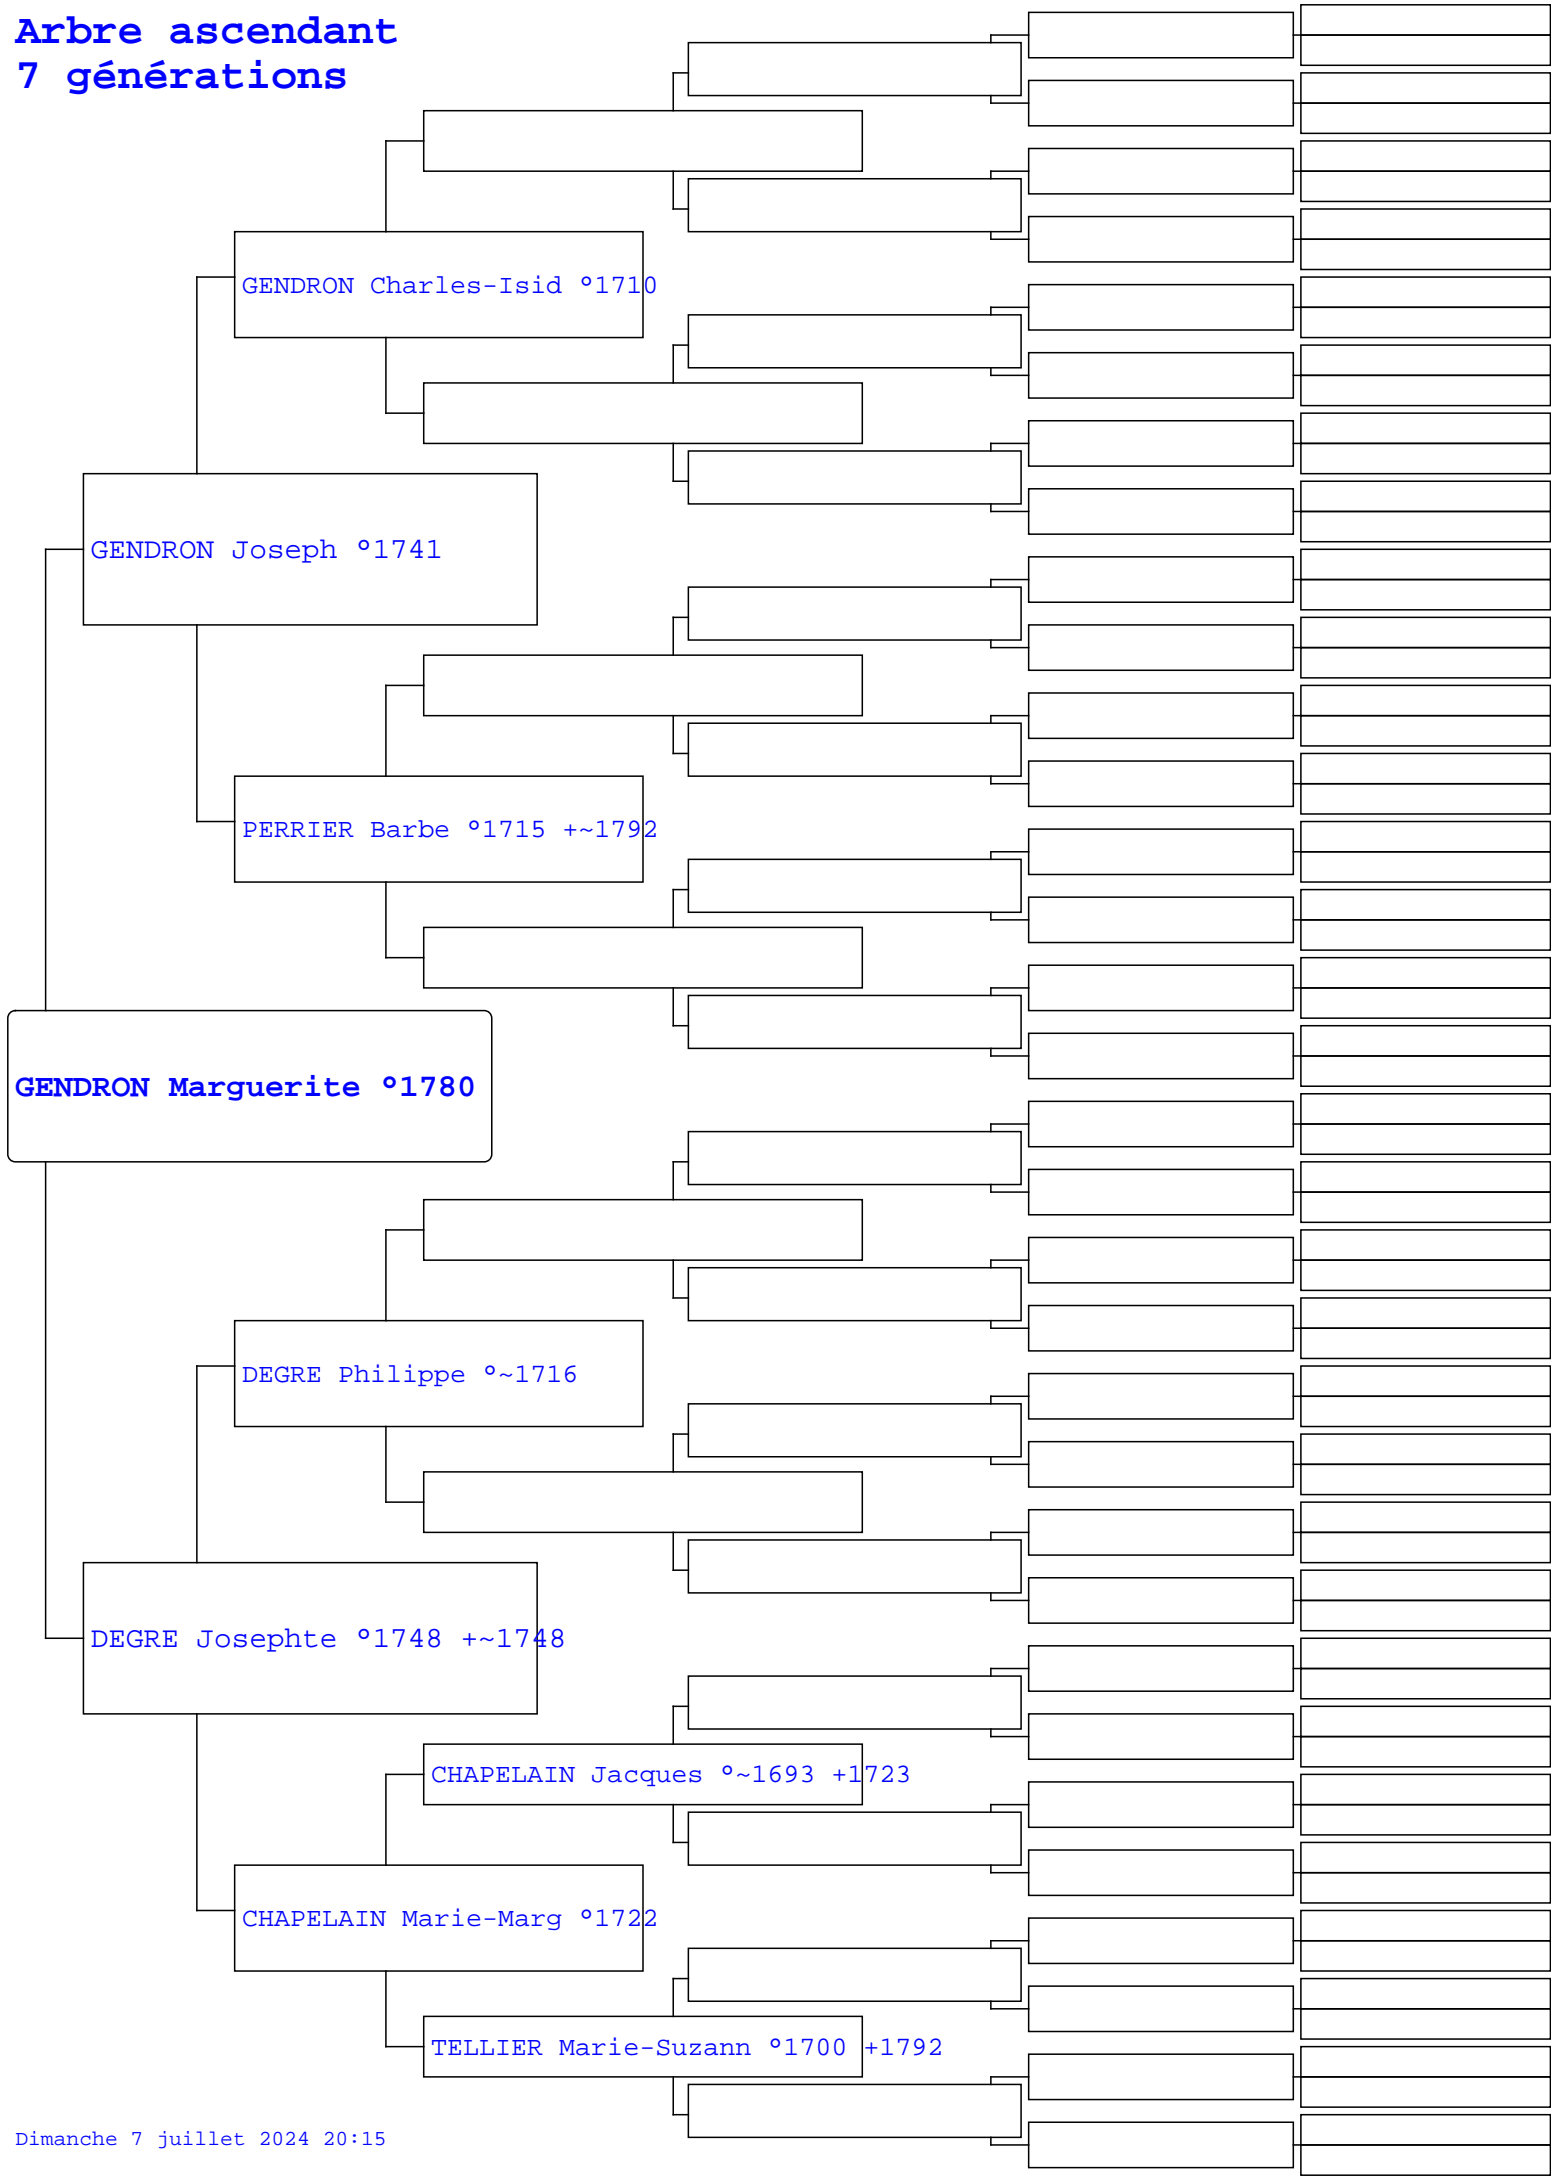 Arbre ascendant
7 générations
GENDRON Charles-Isid °1710
GENDRON Joseph °1741
PERRIER Barbe °1715 +~1792
GENDRON Marguerite °1780
DEGRE Philippe °~1716
DEGRE Josephte °1748 +~1748
CHAPELAIN Jacques °~1693 +1723
CHAPELAIN Marie-Marg °1722
TELLIER Marie-Suzann °1700 +1792
Dimanche 7 juillet 2024 20:15